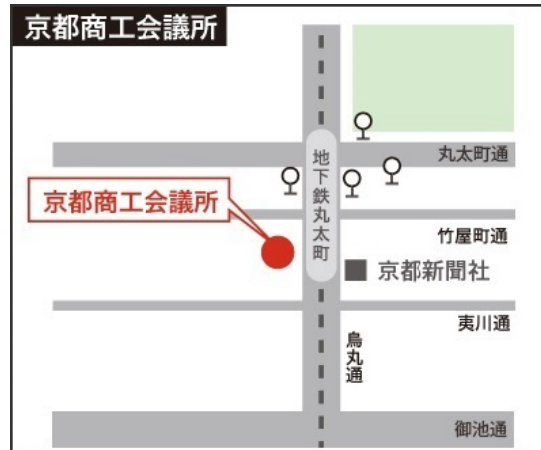 京都商工会議所
丸太町通
地下鉄丸太町
京都商工会議所
竹屋町通
京都新聞社
夷川通
烏丸通
御池通